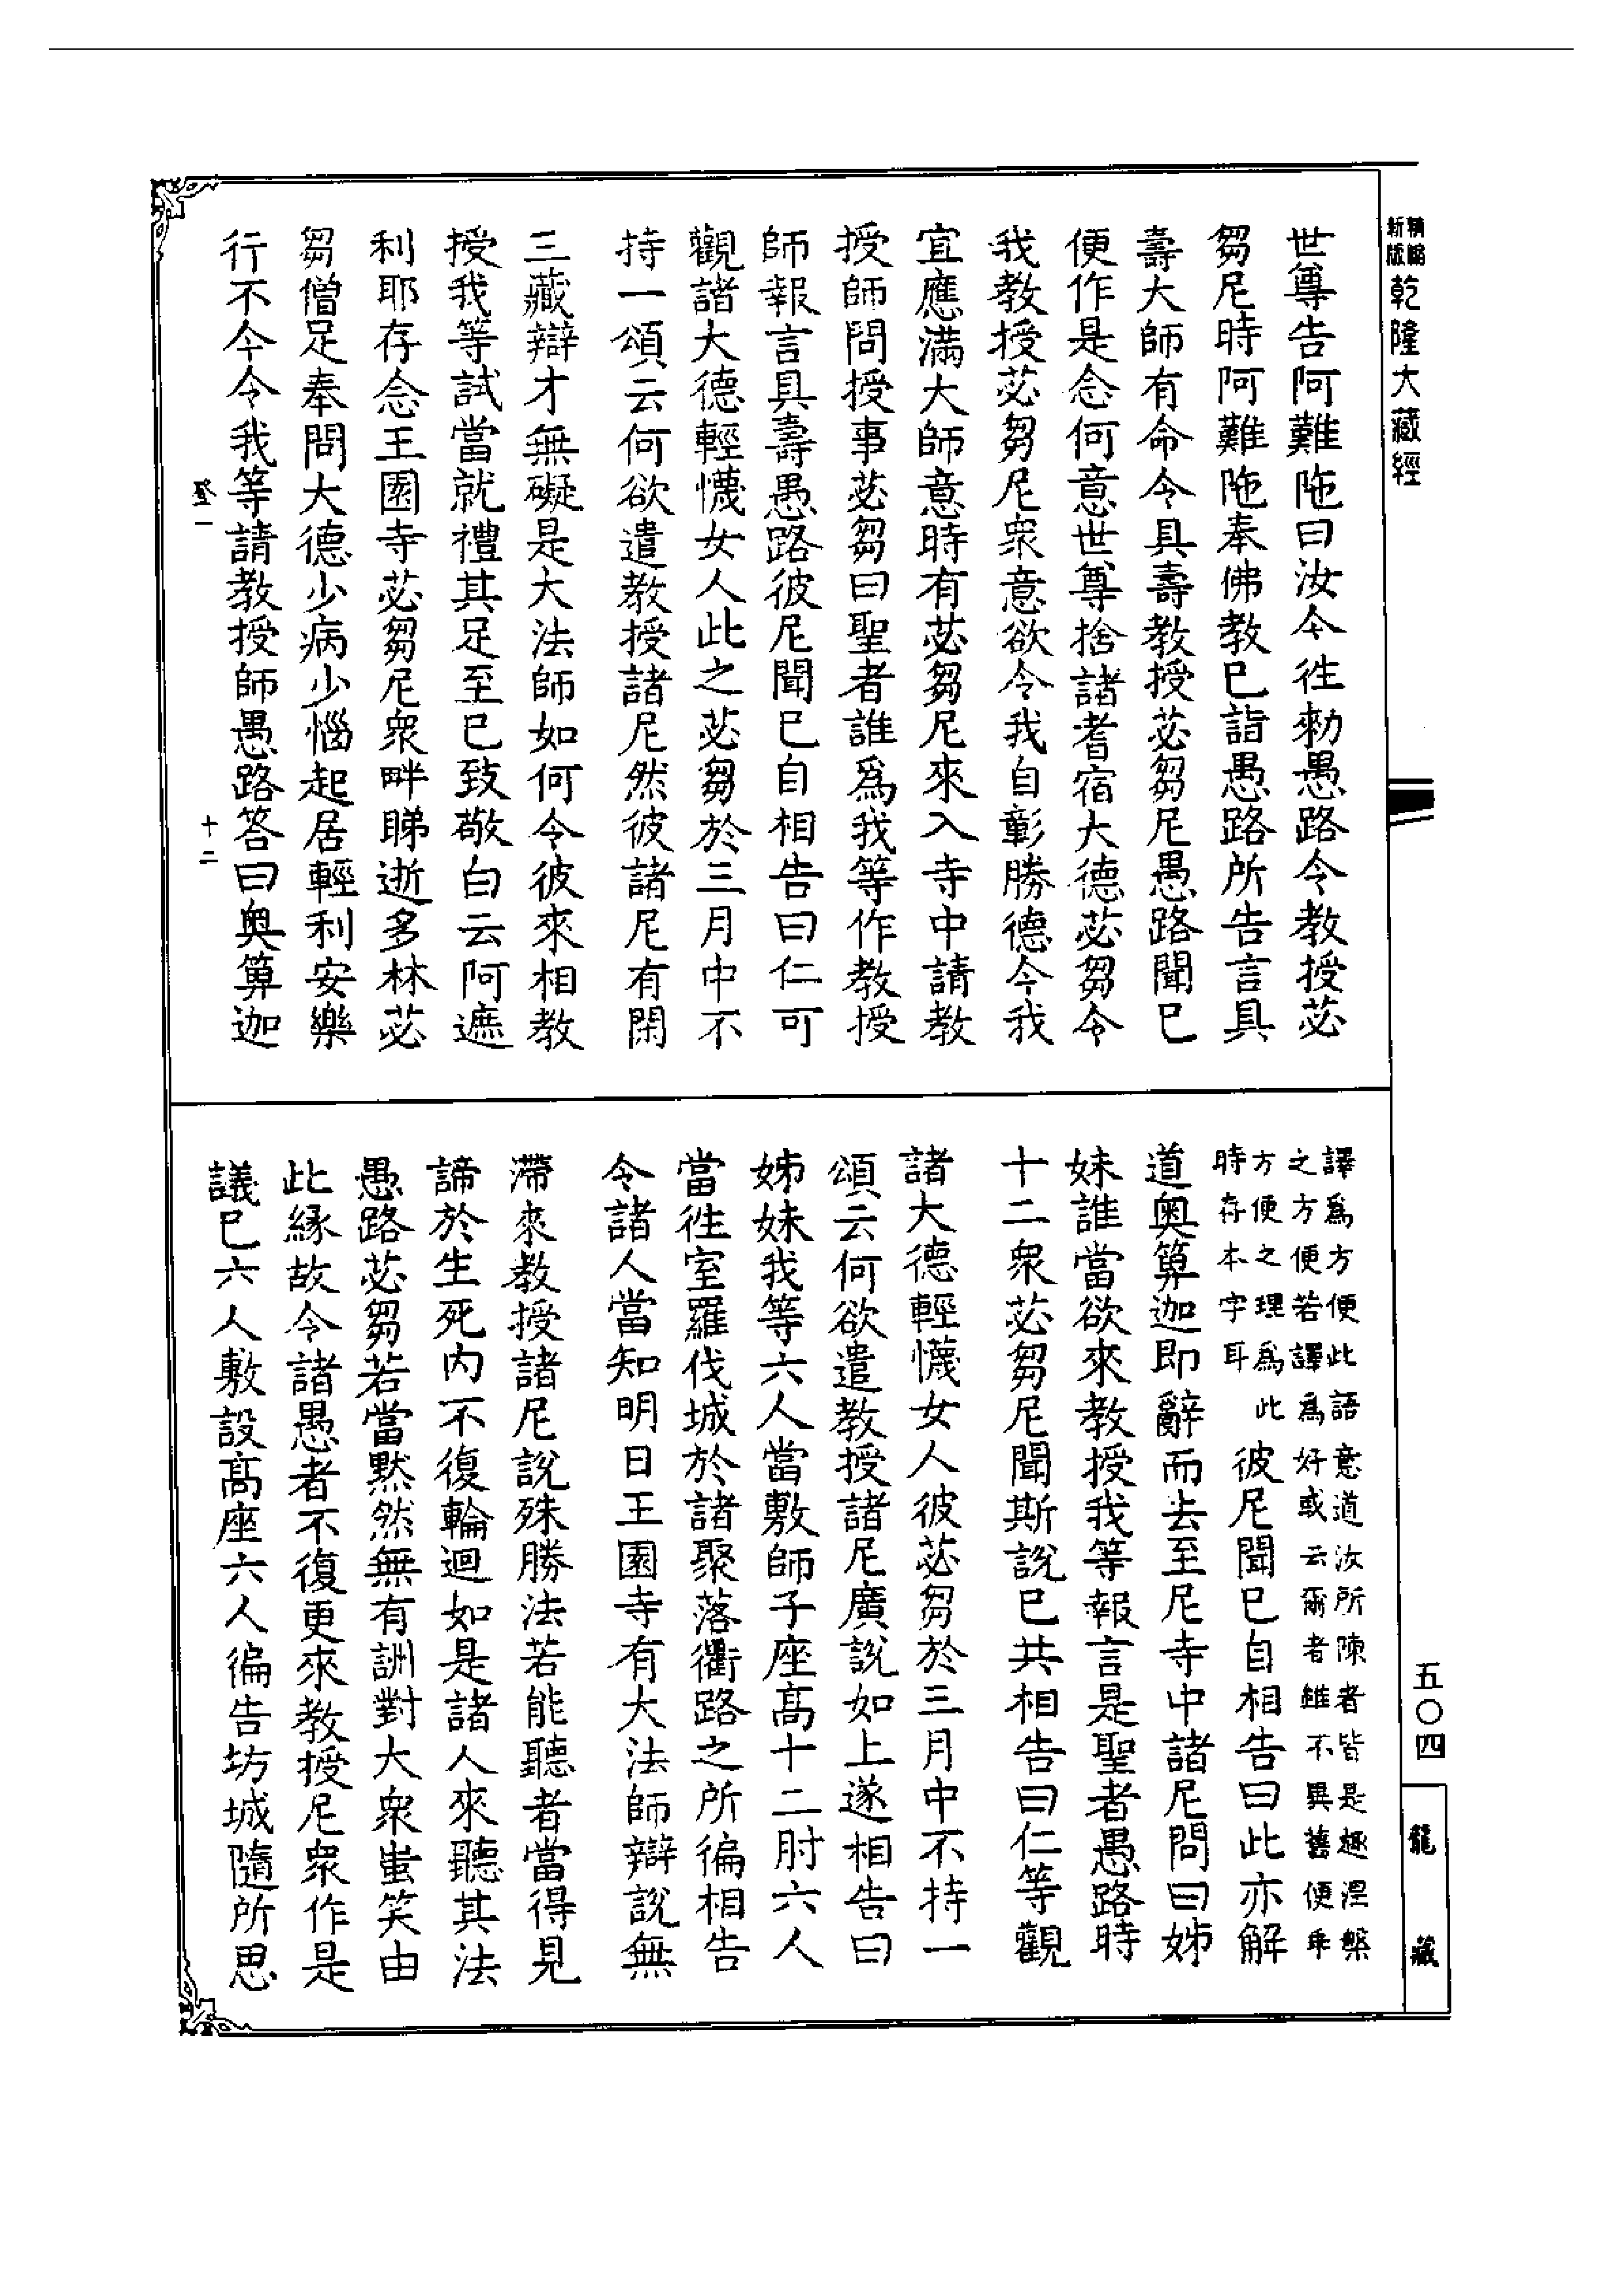 精縮新版
乾隆大藏經
世尊告阿難陁曰汝今徃勑愚路令教授苾
芻尼時阿難陁奉佛教巳詣愚路所告言具
壽大師有命令具壽教授苾芻尼愚路聞巳
便作是念何意世尊捨諸耆宿大德苾芻令
我教授苾芻尼衆意欲令我自彰勝德今我
宜應滿大師意時有苾芻尼來入寺中請教
授師問授事苾芻曰聖者誰爲我等作教授
師報言具壽愚路彼尼聞巳自相告曰仁可
觀諸大德輕懱女人此之苾芻於三月中不
持一頌云何欲遣教授諸尼然彼諸尼有閑
三藏辯才無礙是大法師如何令彼來相教
授我等試當就禮其足至巳致敬白云阿遮
利耶存念王園寺苾芻尼衆畔睇逝多林苾
芻僧足奉問大德少病少惱起居輕利安樂
行不今令我等請教授師愚路答曰奥箄迦
登一
十二
譯爲方便此語意道汝所陳者皆是趣涅槃
之方便若譯爲好或云爾者雖不異舊便乖
方便之理爲此
時存本字耳
彼尼聞巳自相告曰此亦解
道奥箄迦即辭而去至尼寺中諸尼問曰姊
妹誰當欲來教授我等報言是聖者愚路時
十二衆苾芻尼聞斯說巳共相告曰仁等觀
諸大德輕懱女人彼苾芻於三月中不持一
頌云何欲遣教授諸尼廣說如上遂相告曰
姊妹我等六人當敷師子座髙十二肘六人
當徃室羅伐城於諸聚落衢路之所徧相告
令諸人當知明日王園寺有大法師辯說無
滯來教授諸尼說殊勝法若能聽者當得見
諦於生死内不復輪迴如是諸人來聽其法
愚路苾芻若當黙然無有訓對大衆蚩笑由
此縁故令諸愚者不復更來教授尼衆作是
議巳六人敷設髙座六人徧告坊城隨所思
五〇四
龍藏